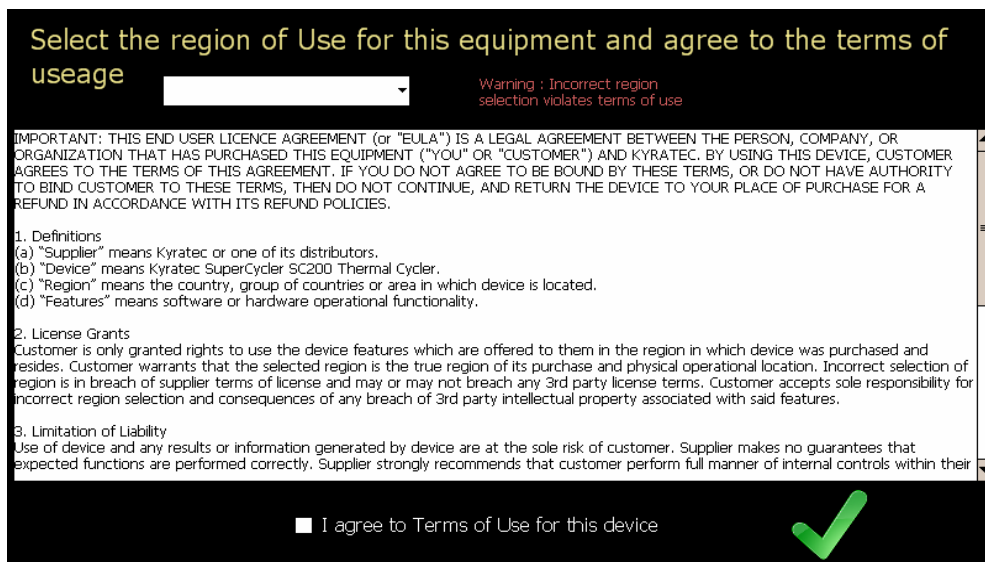 Select the region of Use for this equipment and agree to the terms of
useage
Warning : Incorrect region
selection violates terms of use
IMPORTANT: THIS END USER LICENCE AGREEMENT (or "EULA") IS A LEGAL AGREEMENT BETWEEN THE PERSON, COMPANY, OR
ORGANIZATION THAT HAS PURCHASED THIS EQUIPMENT ("YOU" OR "CUSTOMER") AND KYRATEC. BY USING THIS DEVICE, CUSTOMER
AGREES TO THE TERMS OF THIS AGREEMENT. IF YOU DO NOT AGREE TO BE BOUND BY THESE TERMS, OR DO NOT HAVE AUTHORITY
TO BIND CUSTOMER TO THESE TERMS, THEN DO NOT CONTINUE, AND RETURN THE DEVICE TO YOUR PLACE OF PURCHASE FOR A
REFUND IN ACCORDANCE WITH ITS REFUND POLICIES.
1. Definitions
(a) “Supplier” means Kyratec or one of its distributors.
(b) “Device” means Kyratec SuperCycler SC200 Thermal Cycler.
(c) “Region” means the country, group of countries or area in which device is located.
(d) “Features” means software or hardware operational functionality.
2. License Grants
Customer is only granted rights to use the device features which are offered to them in the region in which device was purchased and
resides. Customer warrants that the selected region is the true region of its purchase and physical operational location. Incorrect selection of
region is in breach of supplier terms of license and may or may not breach any 3rd party license terms. Customer accepts sole responsibility for
incorrect region selection and consequences of any breach of 3rd party intellectual property associated with said features.
3. Limitation of Liability
Use of device and any results or information generated by device are at the sole risk of customer. Supplier makes no guarantees that
expected functions are performed correctly. Supplier strongly recommends that customer perform full manner of internal controls within their
I agree to Terms of Use for this device